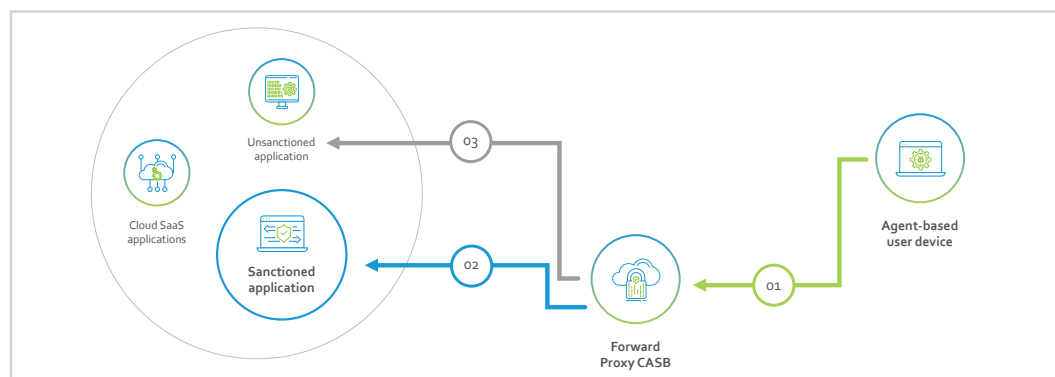 Unsanctioned
application
Cloud SaaS
applications
Sanctioned
application
03
02
Forward
Proxy CASB
01
Agent-based
user device